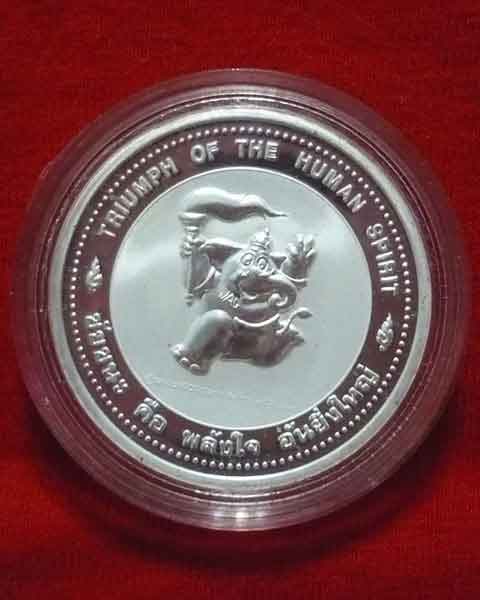 TRIUMPH OF THE HUMAN SPIRIT
ชัยชนะ คือ พลังใจ อันยิ่งใหญ่